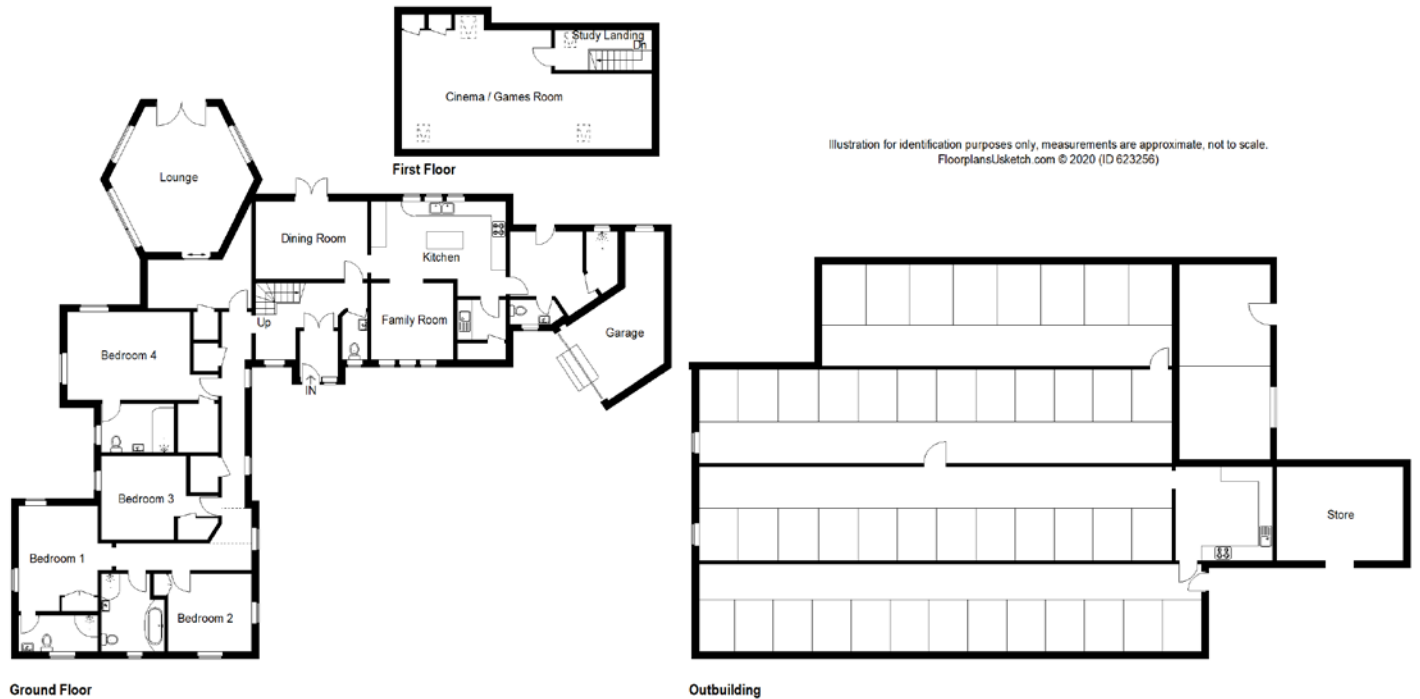 Study Landing
Dn
Cinema / Games Room
First Floor
Illustration for identification purposes only, measurements are approximate, not to scale.
FloorplansUsketch.com © 2020 (ID 623256)
Lounge
Dining Room
Kitchen
Up
Family Room
Garage
Bedroom 4
IN
Bedroom 3
Bedroom 1
Bedroom 2
Store
Ground Floor
Outbuilding